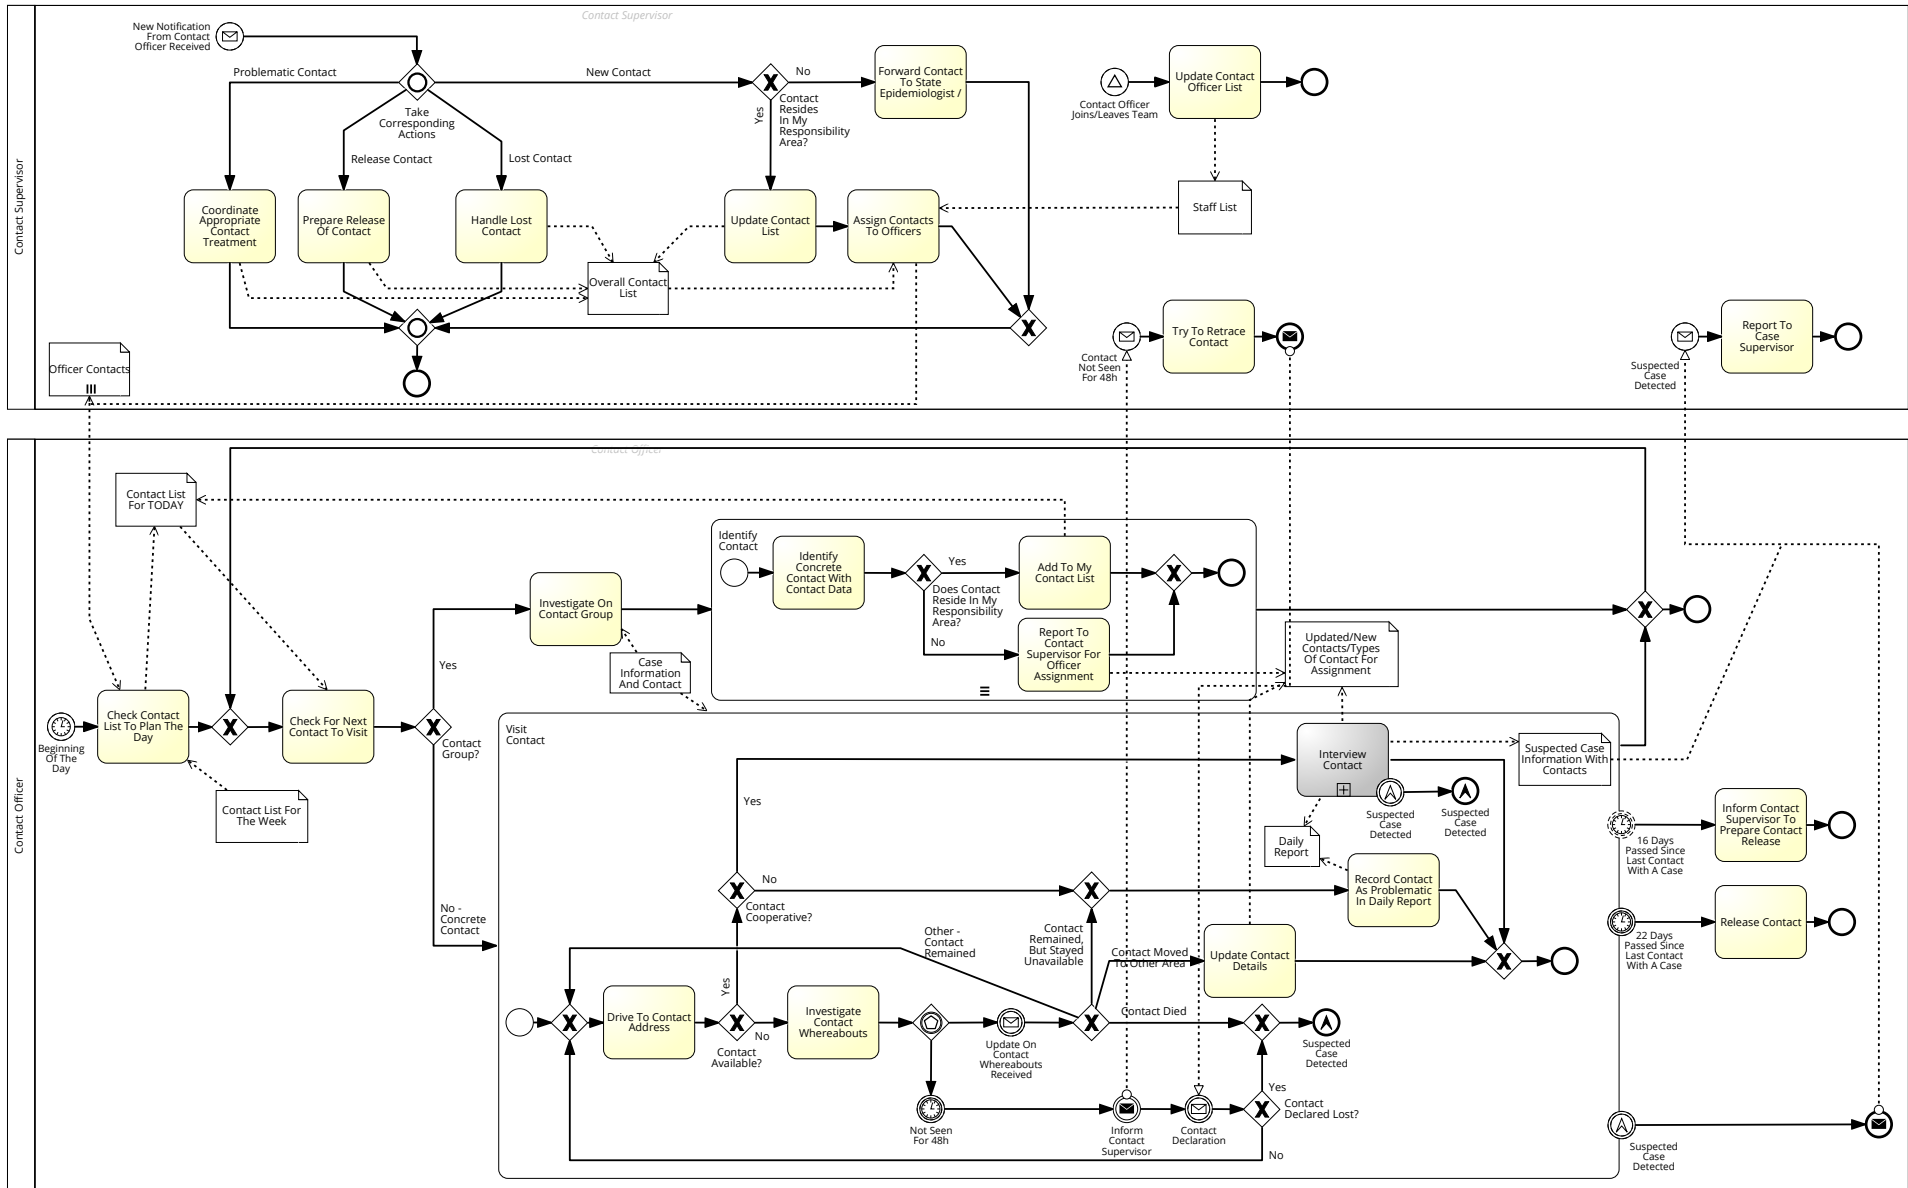 Contact Supervisor
Contact Supervisor
New Notification
From Contact
Officer Received
Problematic Contact
New Contact
Take
Corresponding
Actions
Release Contact
Lost Contact
No
Yes
Contact
Resides
In My
Responsibility
Area?
Forward Contact
To State
Epidemiologist /
Contact Officer
Joins/Leaves Team
Update Contact
Officer List
Staff List
Coordinate
Appropriate
Contact
Treatment
Prepare Release
Of Contact
Handle Lost
Contact
Update Contact
List
Assign Contacts
To Officers
Overall Contact
List
Officer Contacts
Contact
Not Seen
For 48h
Try To Retrace
Contact
Suspected
Case
Detected
Report To
Case
Supervisor
Contact Officer
Contact Officer
Contact List
For TODAY
Identify
Contact
Identify
Concrete
Contact With
Contact Data
Yes
Does Contact
Reside In My
Responsibility
Area?
No
Add To My
Contact List
Report To
Contact
Supervisor For
Officer
Assignment
Investigate On
Contact Group
Case
Information
And Contact
Updated/New
Contacts/Types
Of Contact For
Assignment
Beginning
Of The
Day
Check Contact
List To Plan The
Day
Check For Next
Contact To Visit
Yes
Contact
Group?
No -
Concrete
Contact
Contact List For
The Week
Visit
Contact
Interview
Contact
Suspected
Case
Detected
Suspected
Case
Detected
Suspected Case
Information With
Contacts
Daily
Report
Record Contact
As Problematic
In Daily Report
Yes
No
Contact
Cooperative?
16 Days
Passed Since
Last Contact
With A Case
Inform Contact
Supervisor To
Prepare Contact
Release
22 Days
Passed Since
Last Contact
With A Case
Release Contact
Other -
Contact
Remained
Contact
Remained,
But Stayed
Unavailable
Contact Moved
To Other Area
Update Contact
Details
Yes
Drive To Contact
Address
No
Contact
Available?
Investigate
Contact
Whereabouts
Update On
Contact
Whereabouts
Received
Contact Died
Suspected
Case
Detected
Not Seen
For 48h
Inform
Contact
Supervisor
Contact
Declaration
Yes
Contact
Declared Lost?
No
Suspected
Case
Detected